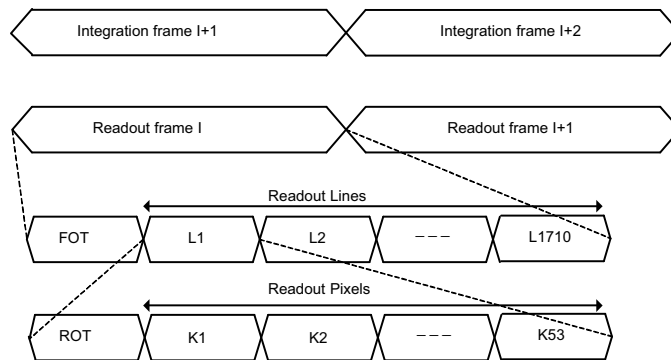 Integration frame I+1 Integration frame I+2
Readout frame I Readout frame I+1
Readout Lines
FOT L1 L2 --- L1710
Readout Pixels
ROT K1 K2 --- K53